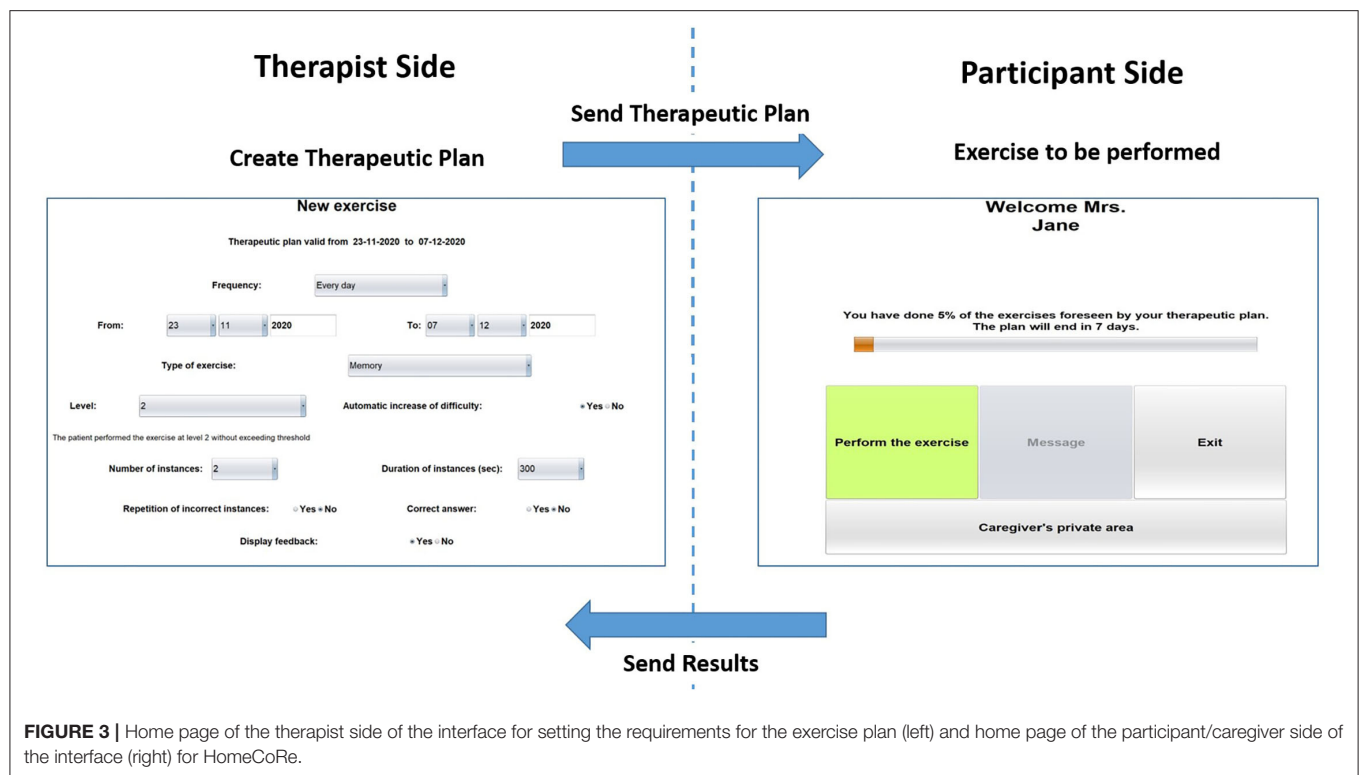 Therapist Side
Participant Side
Send Therapeutic Plan
Create Therapeutic Plan
Exercise to be performed
New exercise
Therapeutic plan valid from 23-11-2020 to 07-12-2020
Frequency: Every day
From: 23 11 2020 To: 07 12 2020
Type of exercise: Memory
Level: 2 Automatic increase of difficulty: Yes No
The patient performed the exercise at level 2 without exceeding threshold
Number of instances: 2 Duration of instances (sec): 300
Repetition of incorrect instances: Yes No Correct answer: Yes No
Display feedback: Yes No
Welcome Mrs.
Jane
You have done 5% of the exercises foreseen by your therapeutic plan.
The plan will end in 7 days.
Perform the exercise Message Exit
Caregiver's private area
Send Results
FIGURE 3 | Home page of the therapist side of the interface for setting the requirements for the exercise plan (left) and home page of the participant/caregiver side of
the interface (right) for HomeCoRe.